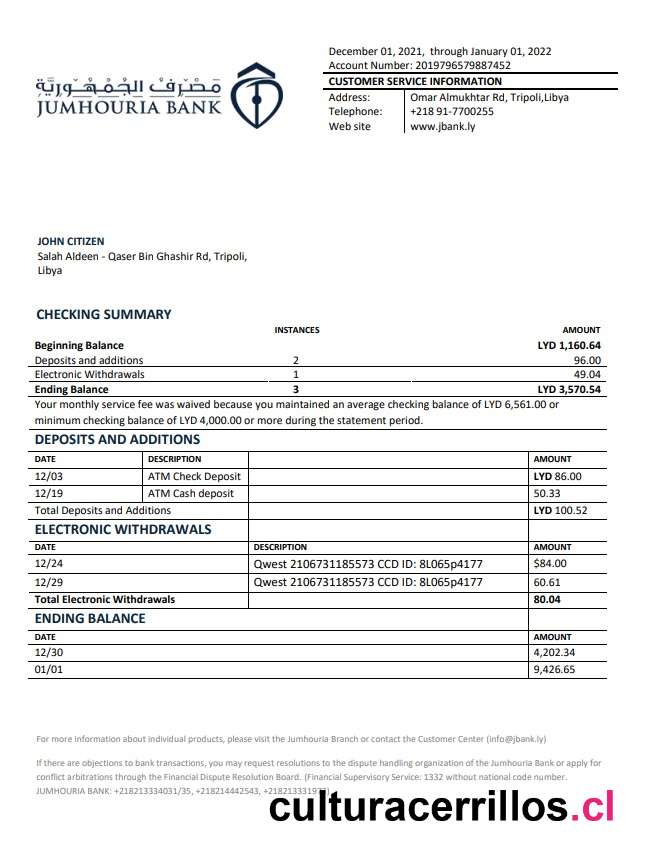 December 01, 2021, through January 01, 2022
Account Number: 2019796579887452
مصرف الجمهورية
JUMHOURIA BANK
CUSTOMER SERVICE INFORMATION
Address: Omar Almukhtar Rd, Tripoli,Libya
Telephone: +218 91-7700255
Web site www.jbank.ly
JOHN CITIZEN
Salah Aldeen - Qaser Bin Ghashir Rd, Tripoli,
Libya
CHECKING SUMMARY
INSTANCES AMOUNT
Beginning Balance LYD 1,160.64
Deposits and additions 2 96.00
Electronic Withdrawals 1 49.04
Ending Balance 3 LYD 3,570.54
Your monthly service fee was waived because you maintained an average checking balance of LYD 6,561.00 or
minimum checking balance of LYD 4,000.00 or more during the statement period.
DEPOSITS AND ADDITIONS
DATE DESCRIPTION AMOUNT
12/03 ATM Check Deposit LYD 86.00
12/19 ATM Cash deposit 50.33
Total Deposits and Additions LYD 100.52
ELECTRONIC WITHDRAWALS
DATE DESCRIPTION AMOUNT
12/24 Qwest 2106731185573 CCD ID: 8L065p4177 $84.00
12/29 Qwest 2106731185573 CCD ID: 8L065p4177 60.61
Total Electronic Withdrawals 80.04
ENDING BALANCE
DATE AMOUNT
12/30 4,202.34
01/01 9,426.65
For more information about individual products, please visit the Jumhouria Branch or contact the Customer Center (info@jbank.ly)
If there are objections to bank transactions, you may request resolutions to the dispute handling organization of the Jumhouria Bank or apply for
conflict arbitrations through the Financial Dispute Resolution Board. (Financial Supervisory Service: 1332 without national code number.
JUMHOURIA BANK: +218213334031/35, +218214442543,
culturacerrillos.cl